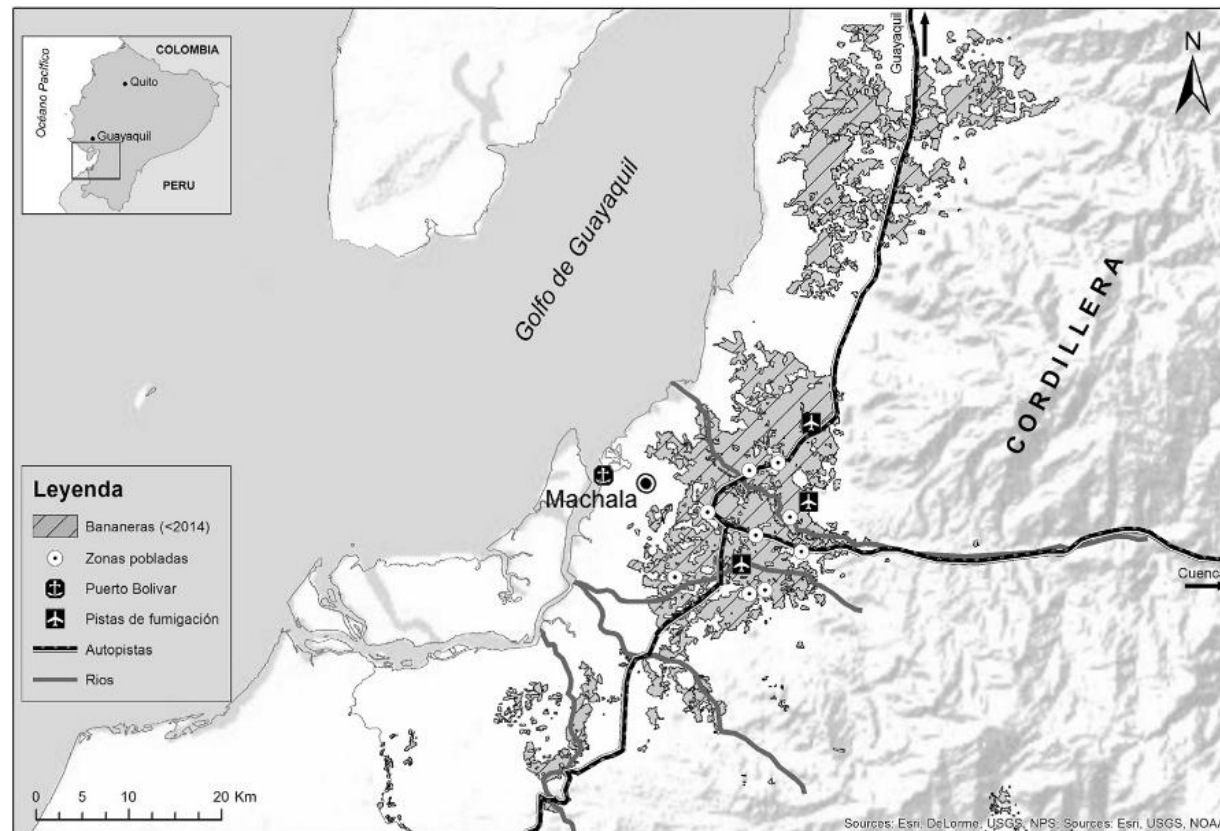 COLOMBIA
Océano Pacífico
Quito
Guayaquil
PERU
Guayaquil
N
Golfo de Guayaquil
CORDILLERA
Machala
Cuenc
Leyenda
Bananeras (<2014)
Zonas pobladas
Puerto Bolivar
Pistas de fumigación
Autopistas
Rios
0 5 10 20 Km
Sources: Esri, DeLorme, USGS, NPS; Sources: Esri, USGS, NOAA